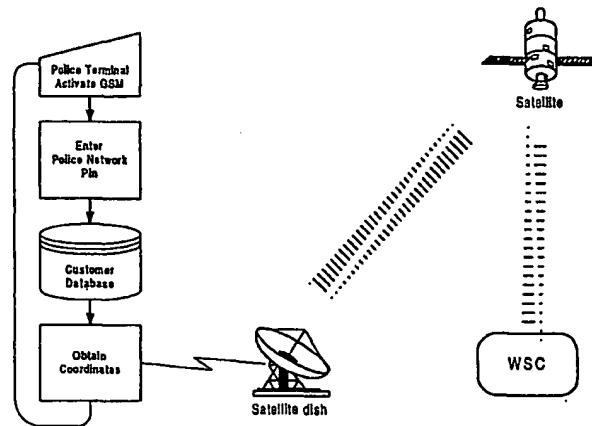 Police Terminal
Activate GSM
Enter
Police Network
Pin
Customer
Database
Obtain
Coordinates
Satellite dish
Satellite
WSC